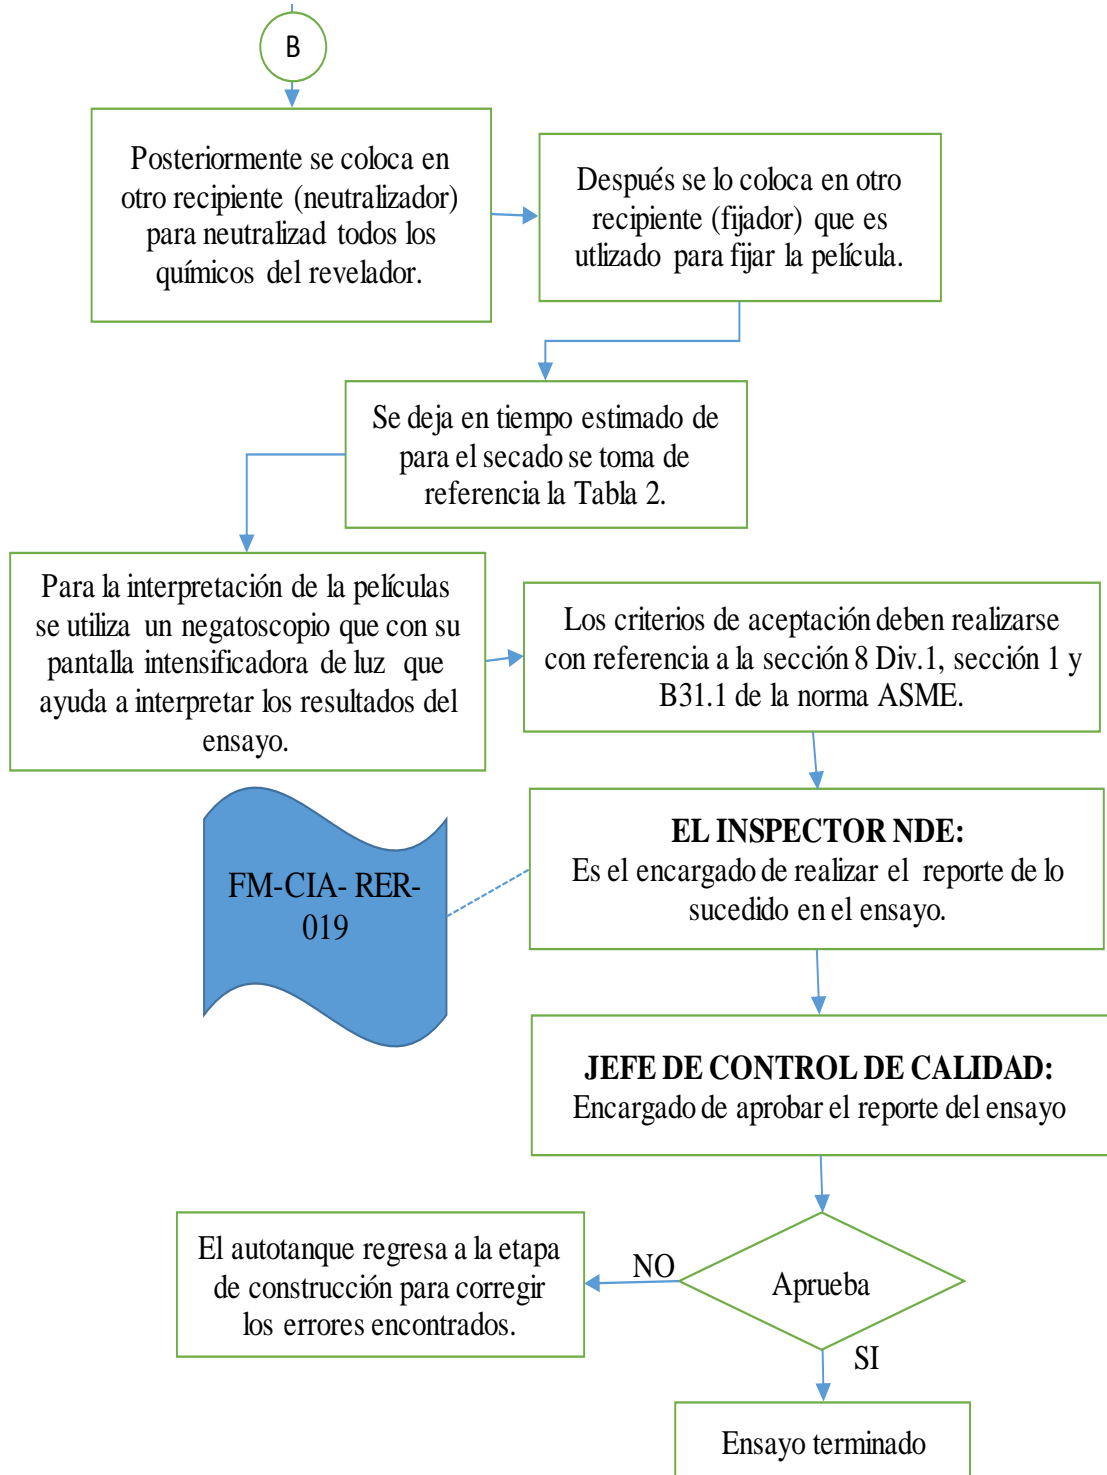 B
Posteriormente se coloca en
otro recipiente (neutralizador)
para neutralizad todos los
químicos del revelador.
Después se lo coloca en otro
recipiente (fijador) que es
utlizado para fijar la película.
Se deja en tiempo estimado de
para el secado se toma de
referencia la Tabla 2.
Para la interpretación de la películas
se utiliza un negatoscopio que con su
pantalla intensificadora de luz que
ayuda a interpretar los resultados del
ensayo.
Los criterios de aceptación deben realizarse
con referencia a la sección 8 Div.1, sección 1 y
B31.1 de la norma ASME.
FM-CIA- RER-
019
EL INSPECTOR NDE:
Es el encargado de realizar el reporte de lo
sucedido en el ensayo.
JEFE DE CONTROL DE CALIDAD:
Encargado de aprobar el reporte del ensayo
El autotanque regresa a la etapa
de construcción para corregir
los errores encontrados.
NO
Aprueba
SI
Ensayo terminado